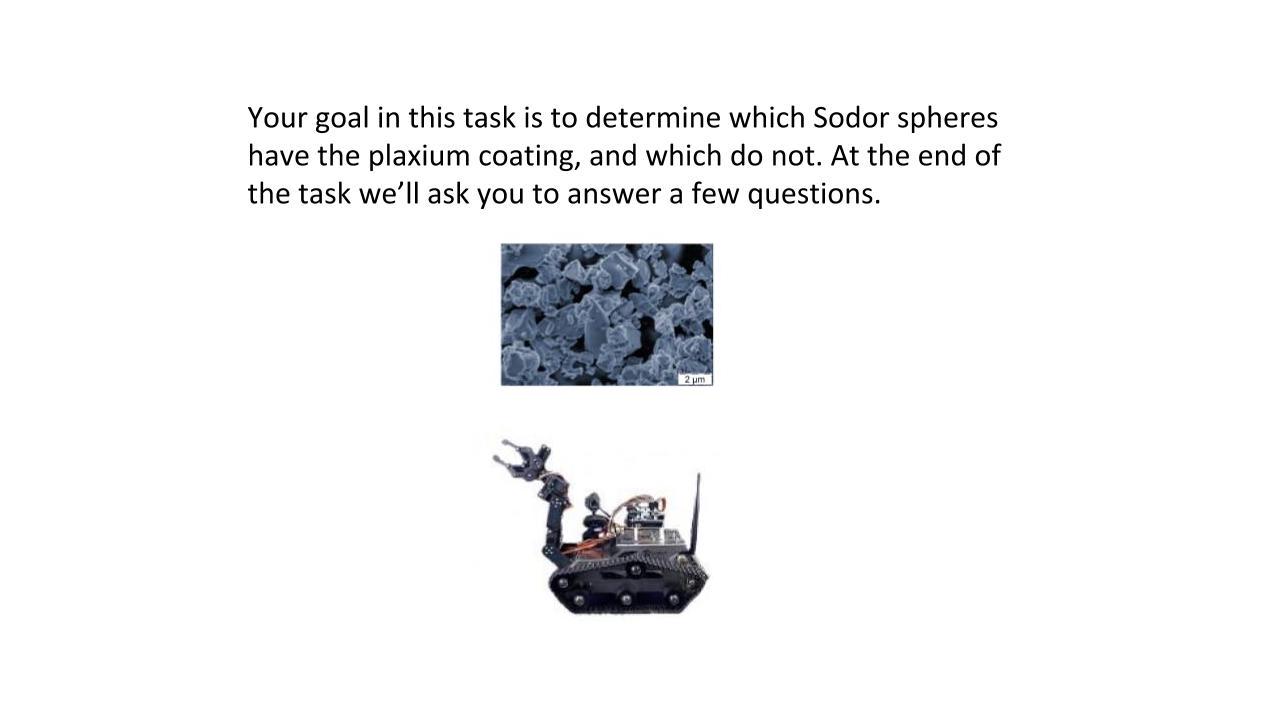 Your goal in this task is to determine which Sodor spheres
have the plaxium coating, and which do not. At the end of
the task we’ll ask you to answer a few questions.
2 µm